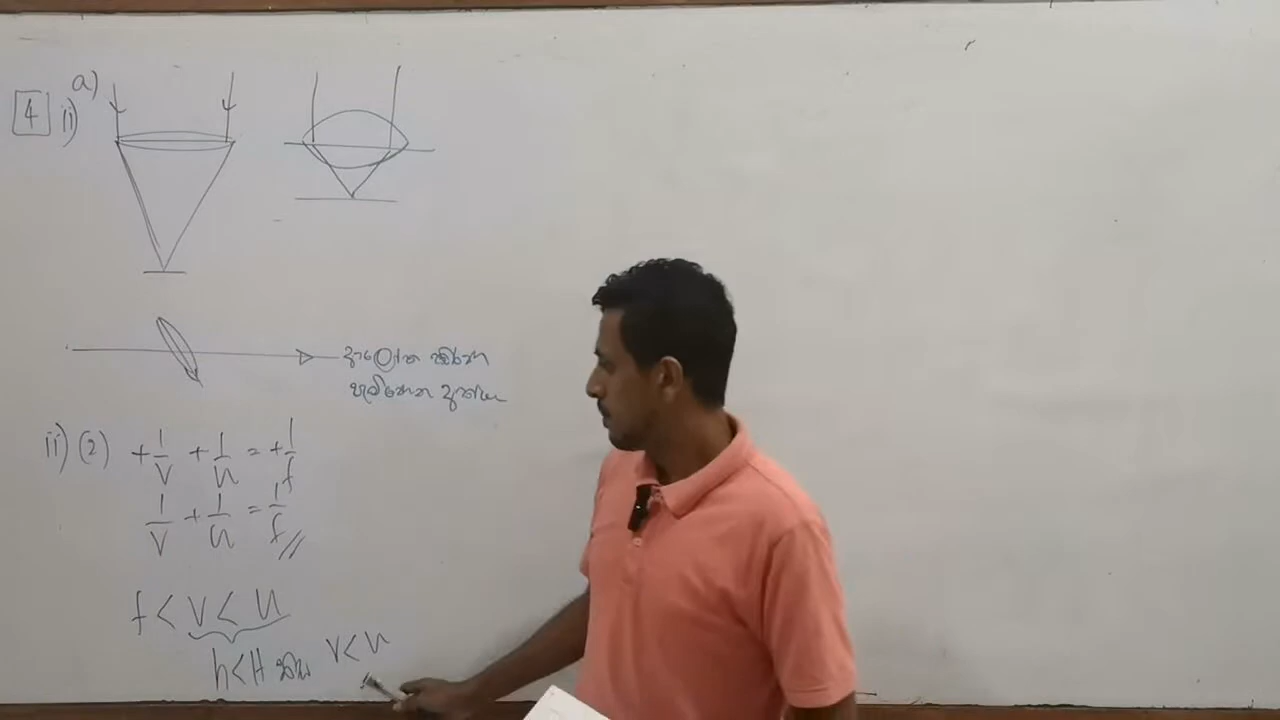 a)
4 ii)
ii) (2) + 1/v + 1/u = + 1/f
1/v + 1/u = 1/f //
f < v < u
h < H නිසා v < u